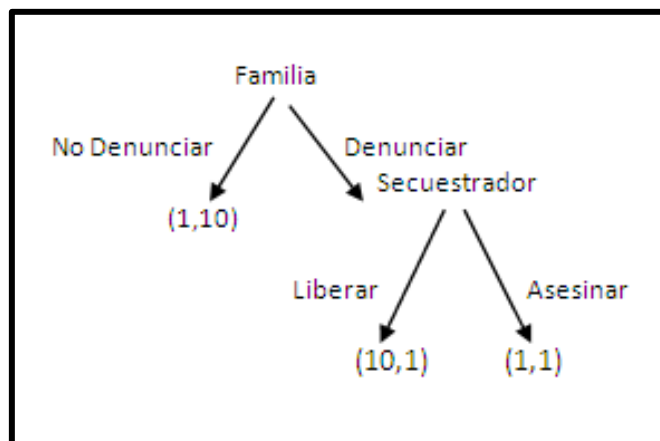 Familia
No Denunciar
Denunciar
Secuestrador
(1,10)
Liberar
Asesinar
(10,1)
(1,1)